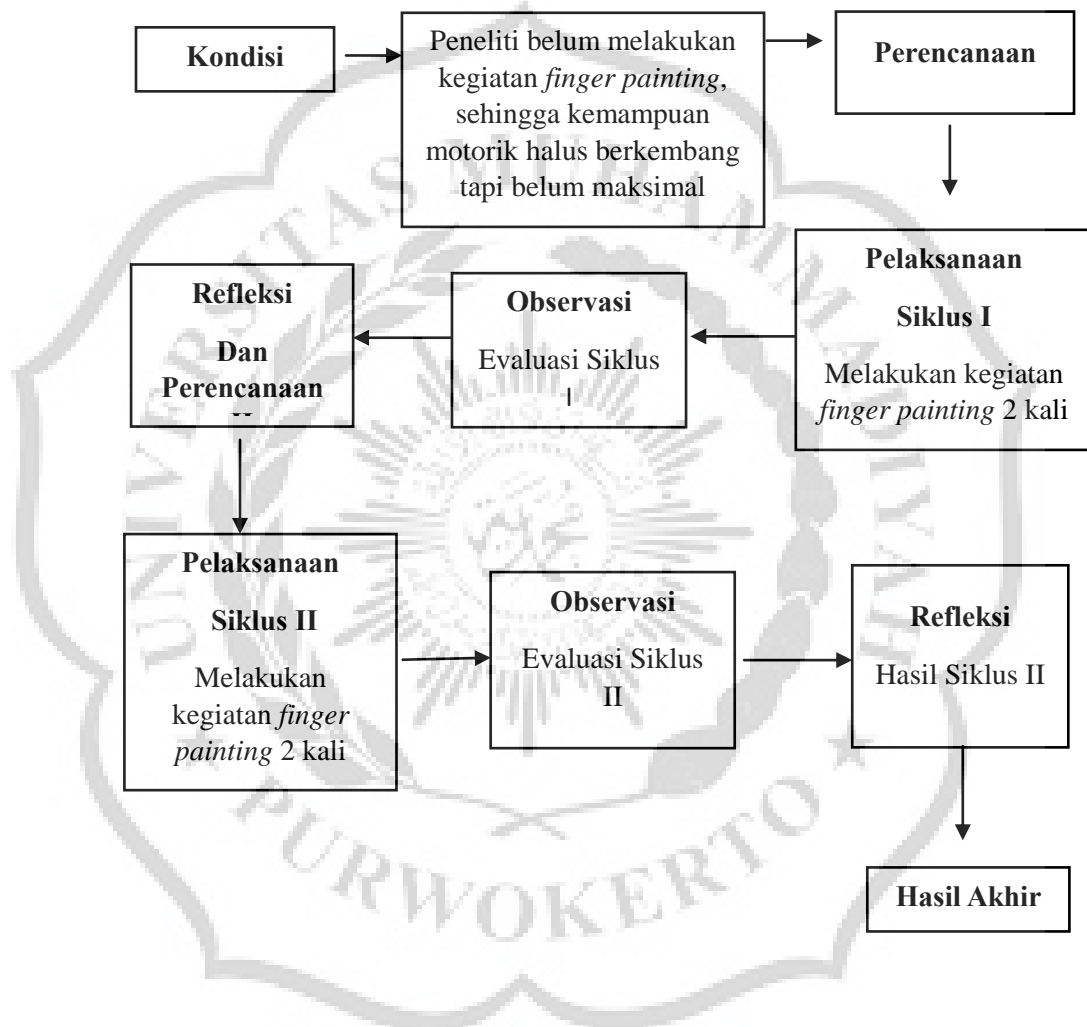 Kondisi
Peneliti belum melakukan
kegiatan finger painting,
sehingga kemampuan
motorik halus berkembang
tapi belum maksimal
Perencanaan
Pelaksanaan
Siklus I
Melakukan kegiatan
finger painting 2 kali
Observasi
Evaluasi Siklus
I
Refleksi
Dan
Perencanaan
Pelaksanaan
Siklus II
Melakukan
kegiatan finger
painting 2 kali
Observasi
Evaluasi Siklus
II
Refleksi
Hasil Siklus II
Hasil Akhir
UNIVERSITAS MUHAMMADIYAH
PURWOKERTO